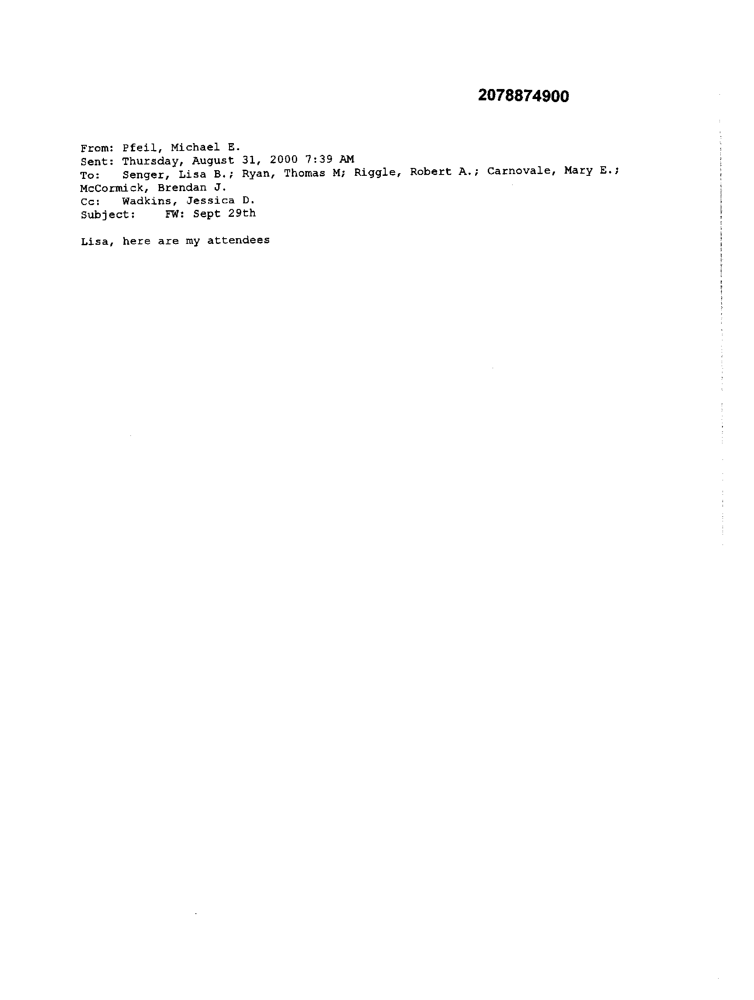 2078874900
From: Pfeil, Michael E.
Sent: Thursday, August 31, 2000 7:39 AM
To: Senger, Lisa B.; Ryan, Thomas M; Riggle, Robert A.; Carnovale, Mary E.;
McCormick, Brendan J.
Cc: Wadkins, Jessica D.
Subject: FW: Sept 29th
Lisa, here are my attendees